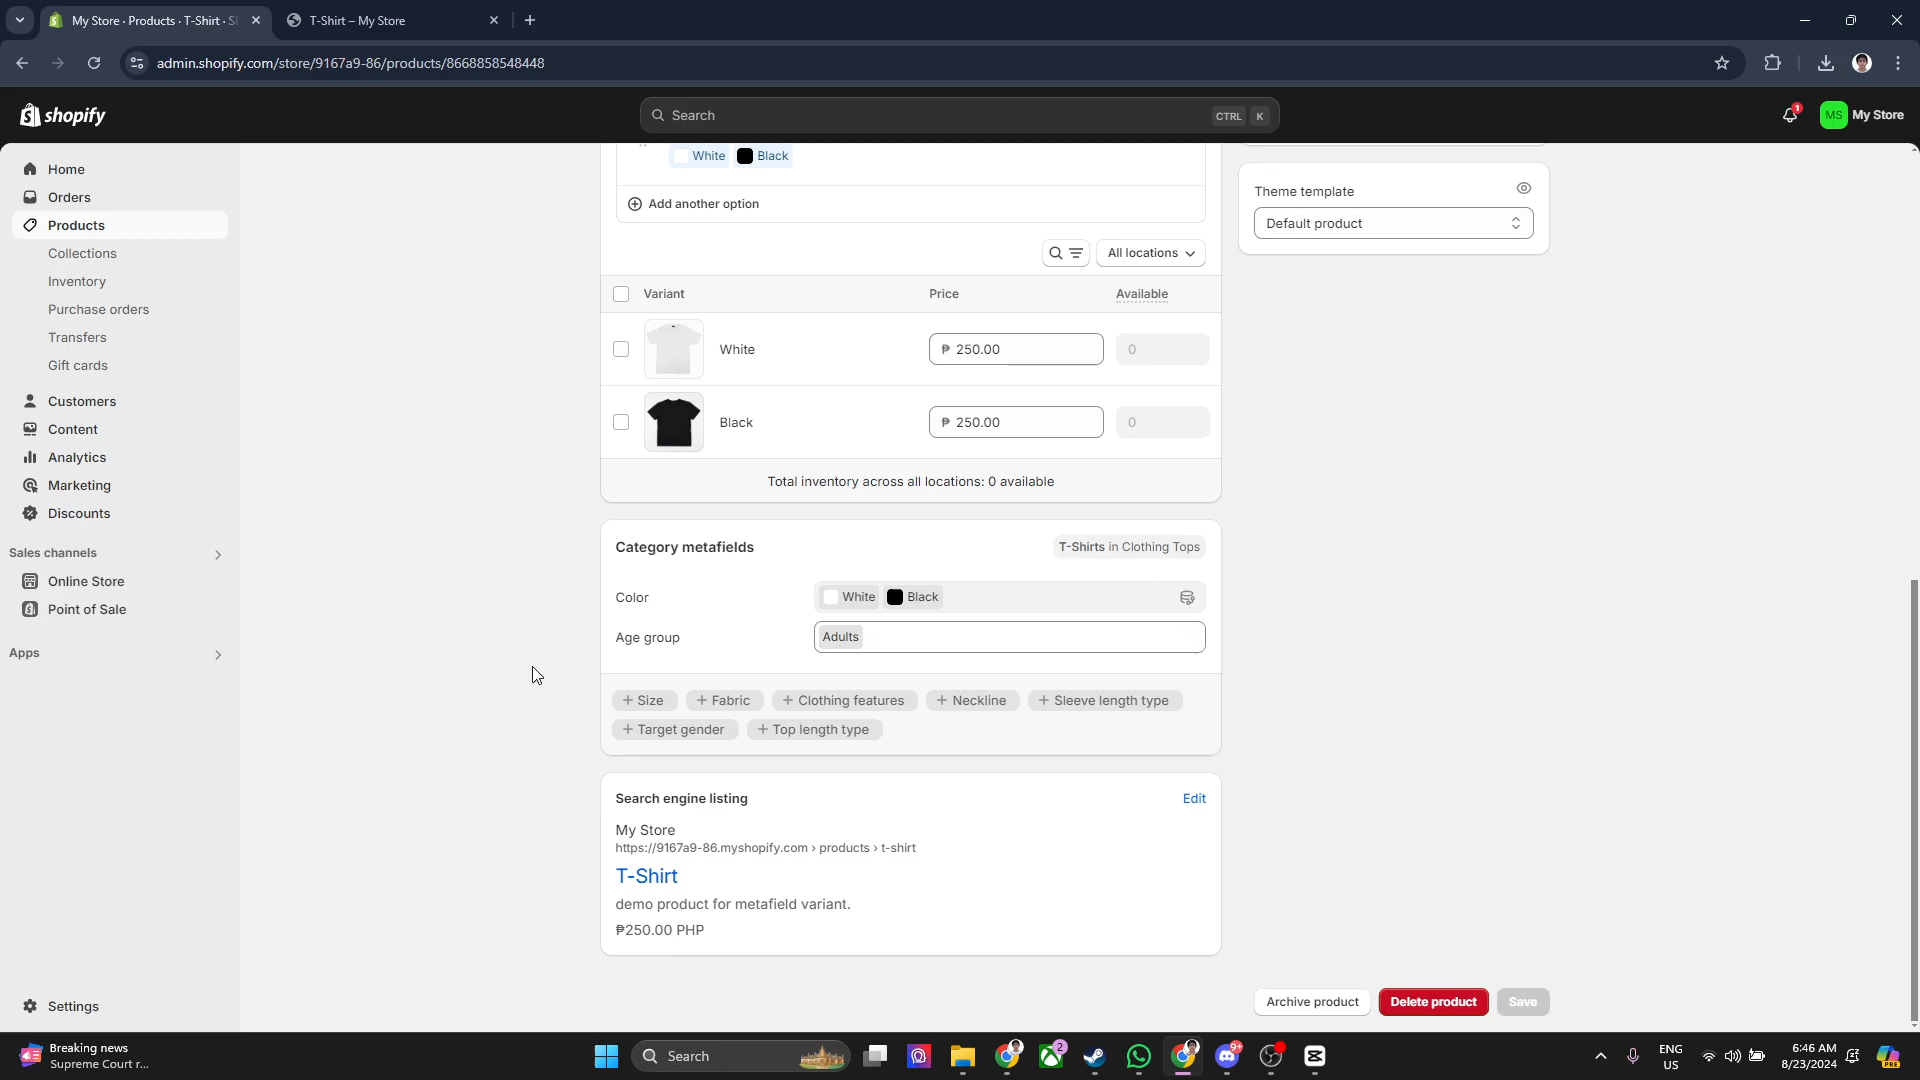 My Store · Products · T-Shirt · S
T-Shirt – My Store
admin.shopify.com/store/9167a9-86/products/8668858548448
shopify
Search
CTRL K
1
MS My Store
Home
Orders
Products
Collections
Inventory
Purchase orders
Transfers
Gift cards
Customers
Content
Analytics
Marketing
Discounts
Sales channels
Online Store
Point of Sale
Apps
Settings
White Black
Add another option
All locations
Variant Price Available
White ₱ 250.00 0
Black ₱ 250.00 0
Total inventory across all locations: 0 available
Category metafields T-Shirts in Clothing Tops
Color White Black
Age group Adults
+ Size + Fabric + Clothing features + Neckline + Sleeve length type
+ Target gender + Top length type
Search engine listing Edit
My Store
https://9167a9-86.myshopify.com › products › t-shirt
T-Shirt
demo product for metafield variant.
₱250.00 PHP
Theme template
Default product
Archive product Delete product Save
Breaking news
Supreme Court r...
Search
2
9+
ENG
US
6:46 AM
8/23/2024
PRE